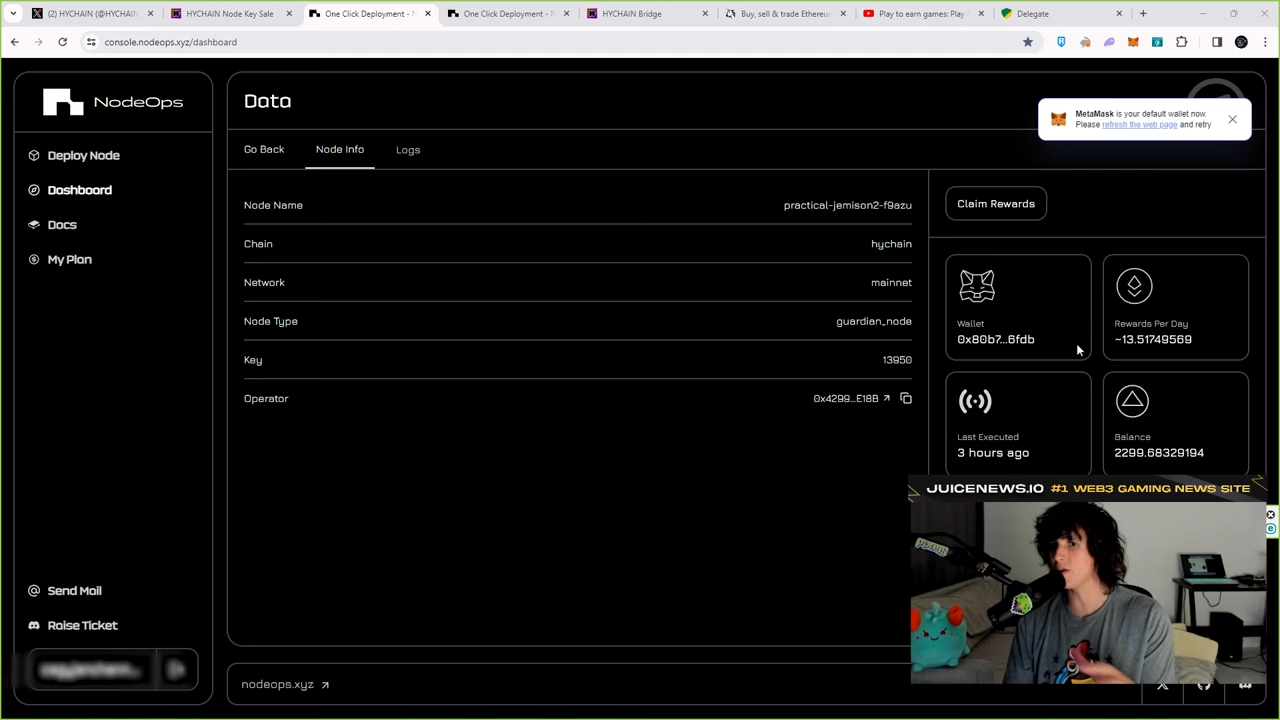 (2) HYCHAIN (@HYCHAIN
HYCHAIN Node Key Sale
One Click Deployment - N
One Click Deployment - N
HYCHAIN Bridge
Buy, sell & trade Ethereu
Play to earn games: Play &
Delegate
console.nodeops.xyz/dashboard
NodeOps
Deploy Node
Dashboard
Docs
My Plan
Send Mail
Raise Ticket
Data
MetaMask is your default wallet now.
Please refresh the web page and retry
Go Back
Node Info
Logs
Node Name
practical-jemison2-f9azu
Chain
hychain
Network
mainnet
Node Type
guardian_node
Key
13950
Operator
0x4299...E18B
Claim Rewards
Wallet
0x80b7...6fdb
Rewards Per Day
~13.51749569
Last Executed
3 hours ago
Balance
2299.68329194
JUICENEWS.IO #1 WEB3 GAMING NEWS SITE
nodeops.xyz